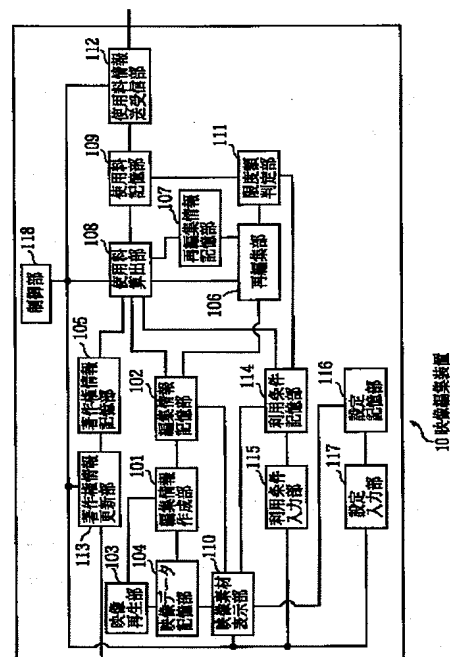 118
制御部
112
使用料情報
送受信部
109
使用料
記憶部
111
限度額
判定部
108
使用料
算出部
107
再編集情報
記憶部
106
再編集部
105
著作権情報
記憶部
102
編集情報
記憶部
114
利用条件
記憶部
116
設定
記憶部
113
著作権情報
更新部
101
編集情報
作成部
115
利用条件
入力部
117
設定
入力部
103
映像
再生部
104
映像データ
記憶部
110
映像素材
表示部
10 映像編集装置